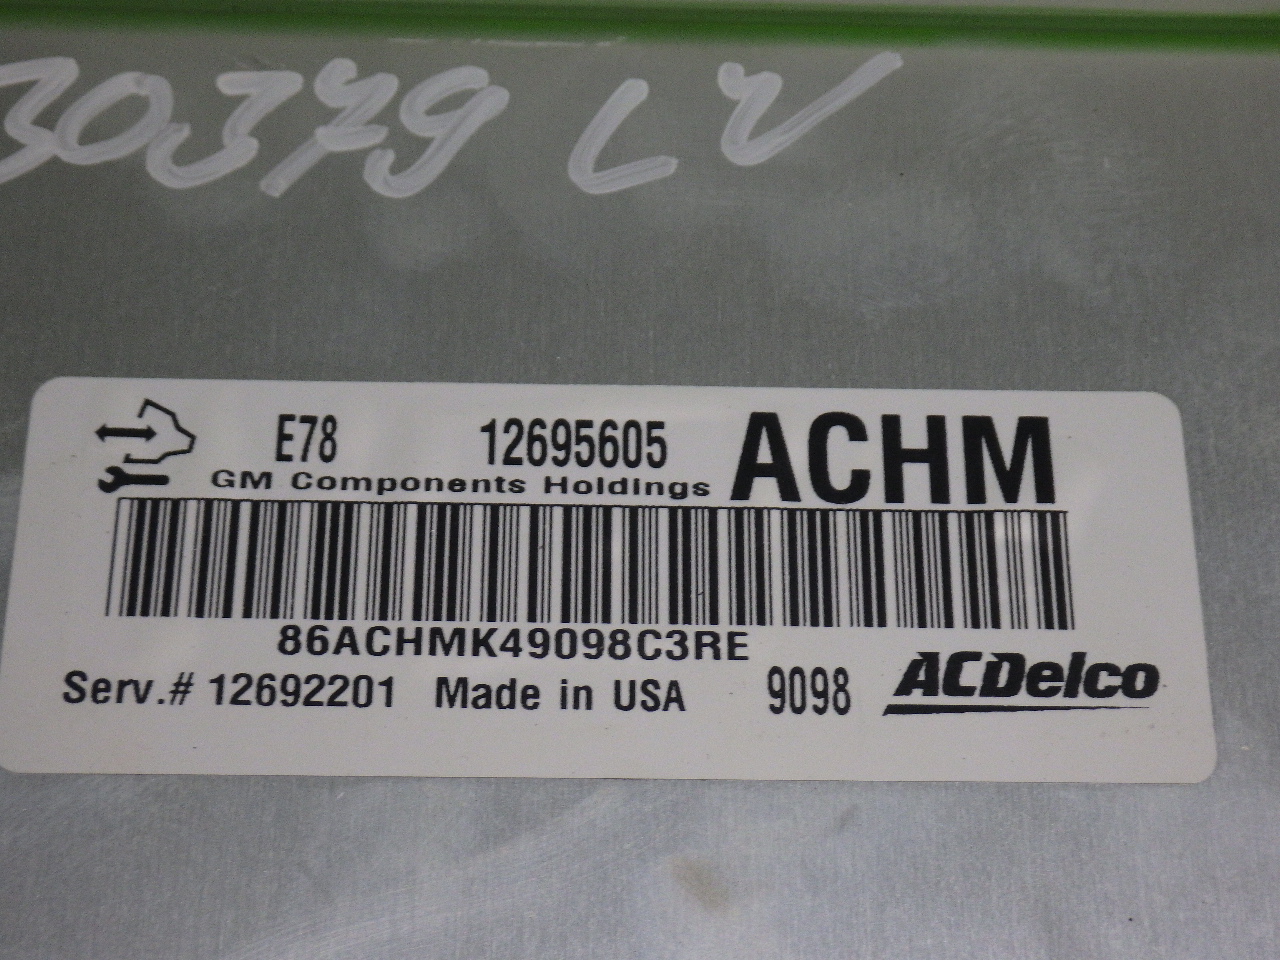 30379 LV
E78 12695605 ACHM
GM Components Holdings
86ACHMK49098C3RE
Serv.# 12692201 Made in USA 9098 ACDelco